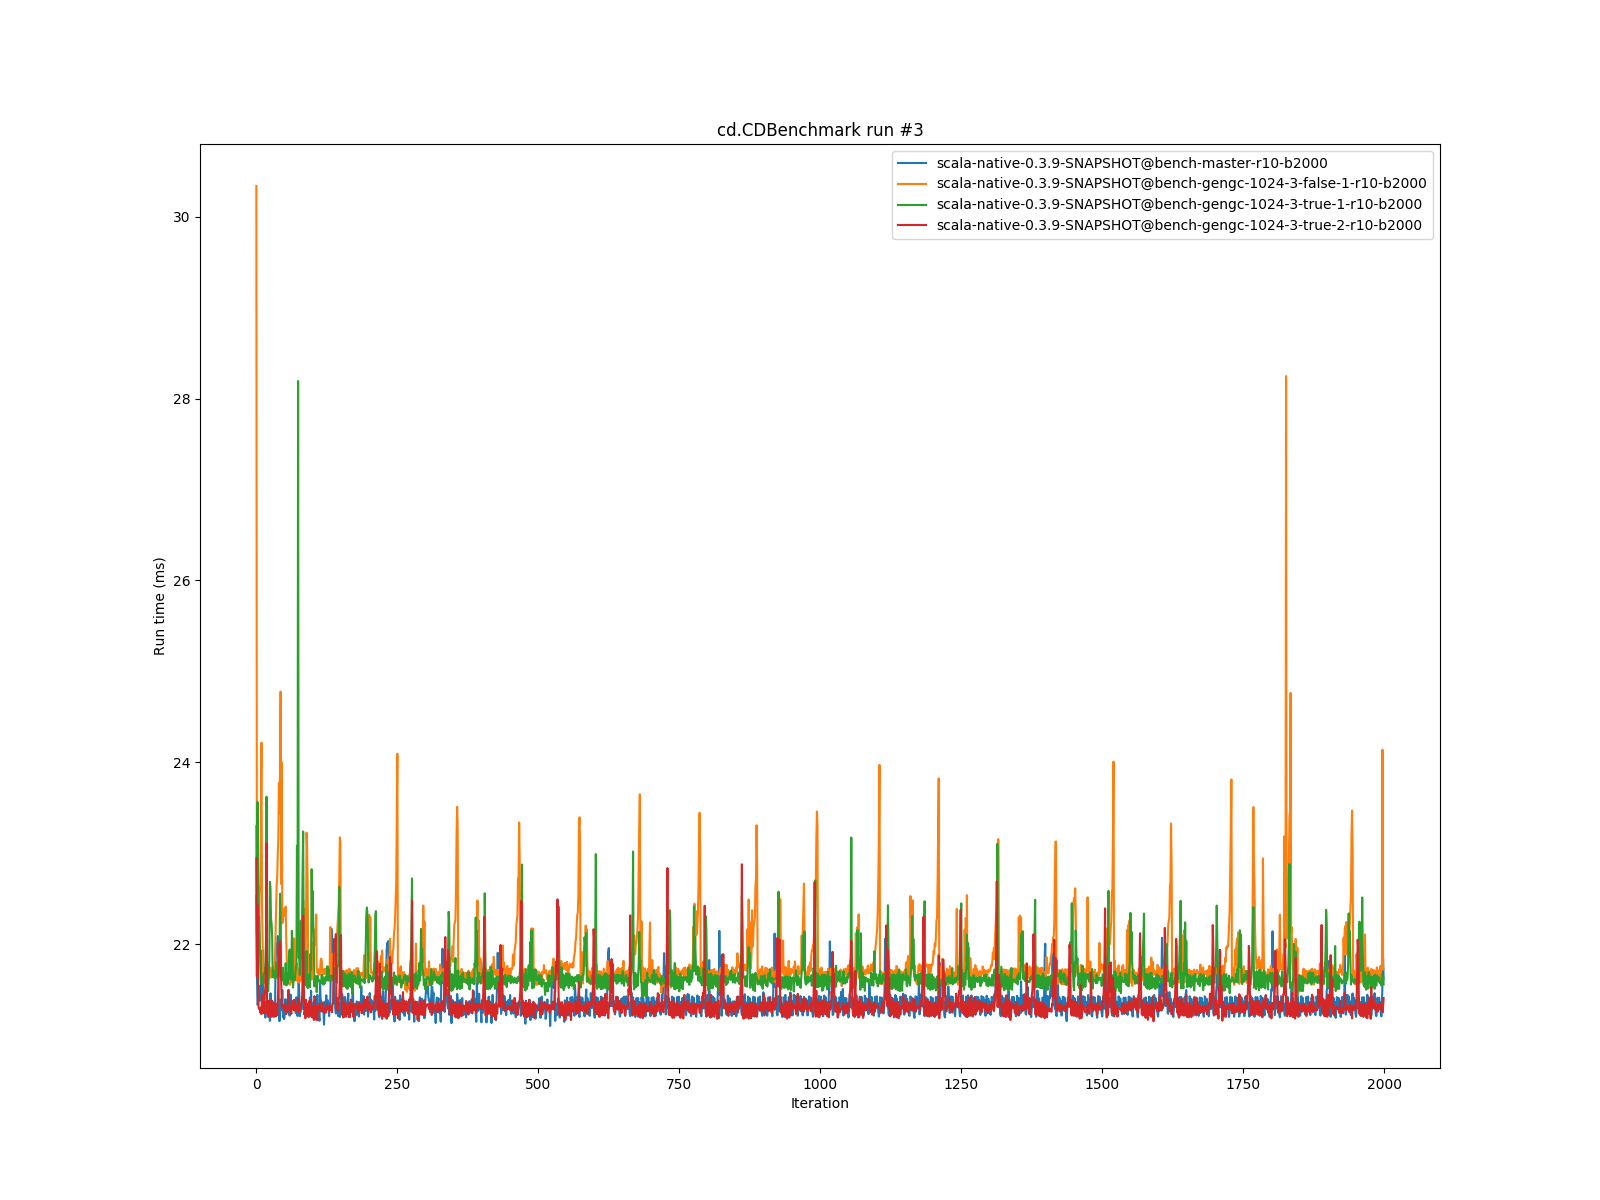 cd.CDBenchmark run #3
scala-native-0.3.9-SNAPSHOT@bench-master-r10-b2000
scala-native-0.3.9-SNAPSHOT@bench-gengc-1024-3-false-1-r10-b2000
scala-native-0.3.9-SNAPSHOT@bench-gengc-1024-3-true-1-r10-b2000
scala-native-0.3.9-SNAPSHOT@bench-gengc-1024-3-true-2-r10-b2000
30
28
26
24
22
Run time (ms)
0 250 500 750 1000 1250 1500 1750 2000
Iteration